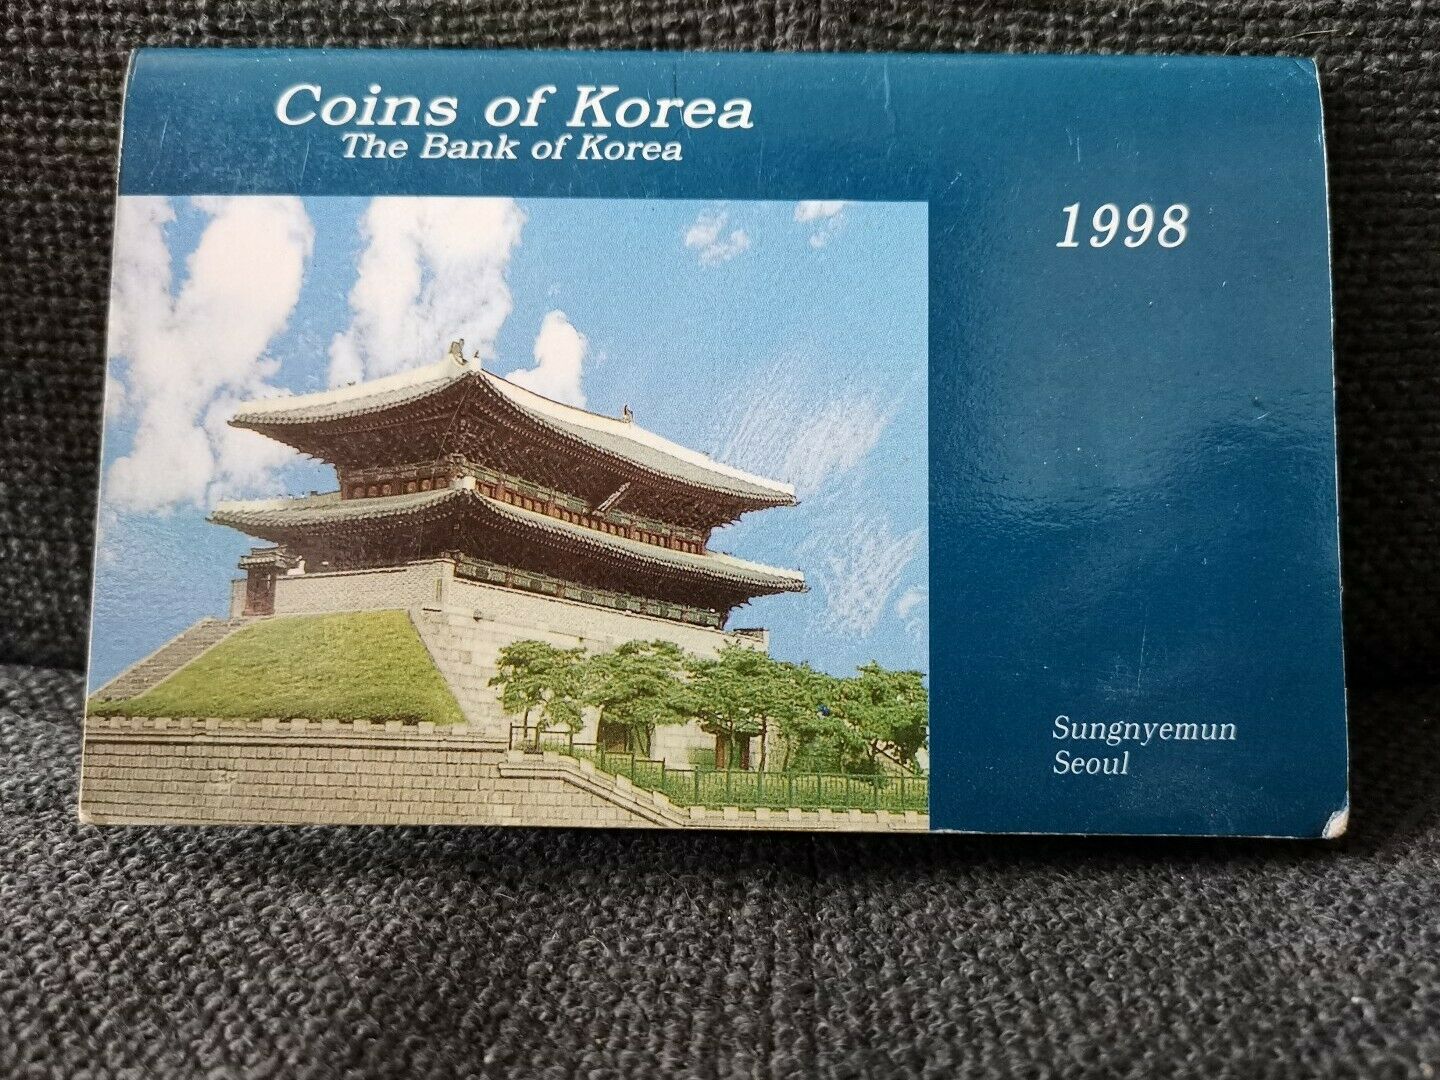 Coins of Korea
The Bank of Korea
1998
Sungnyemun
Seoul